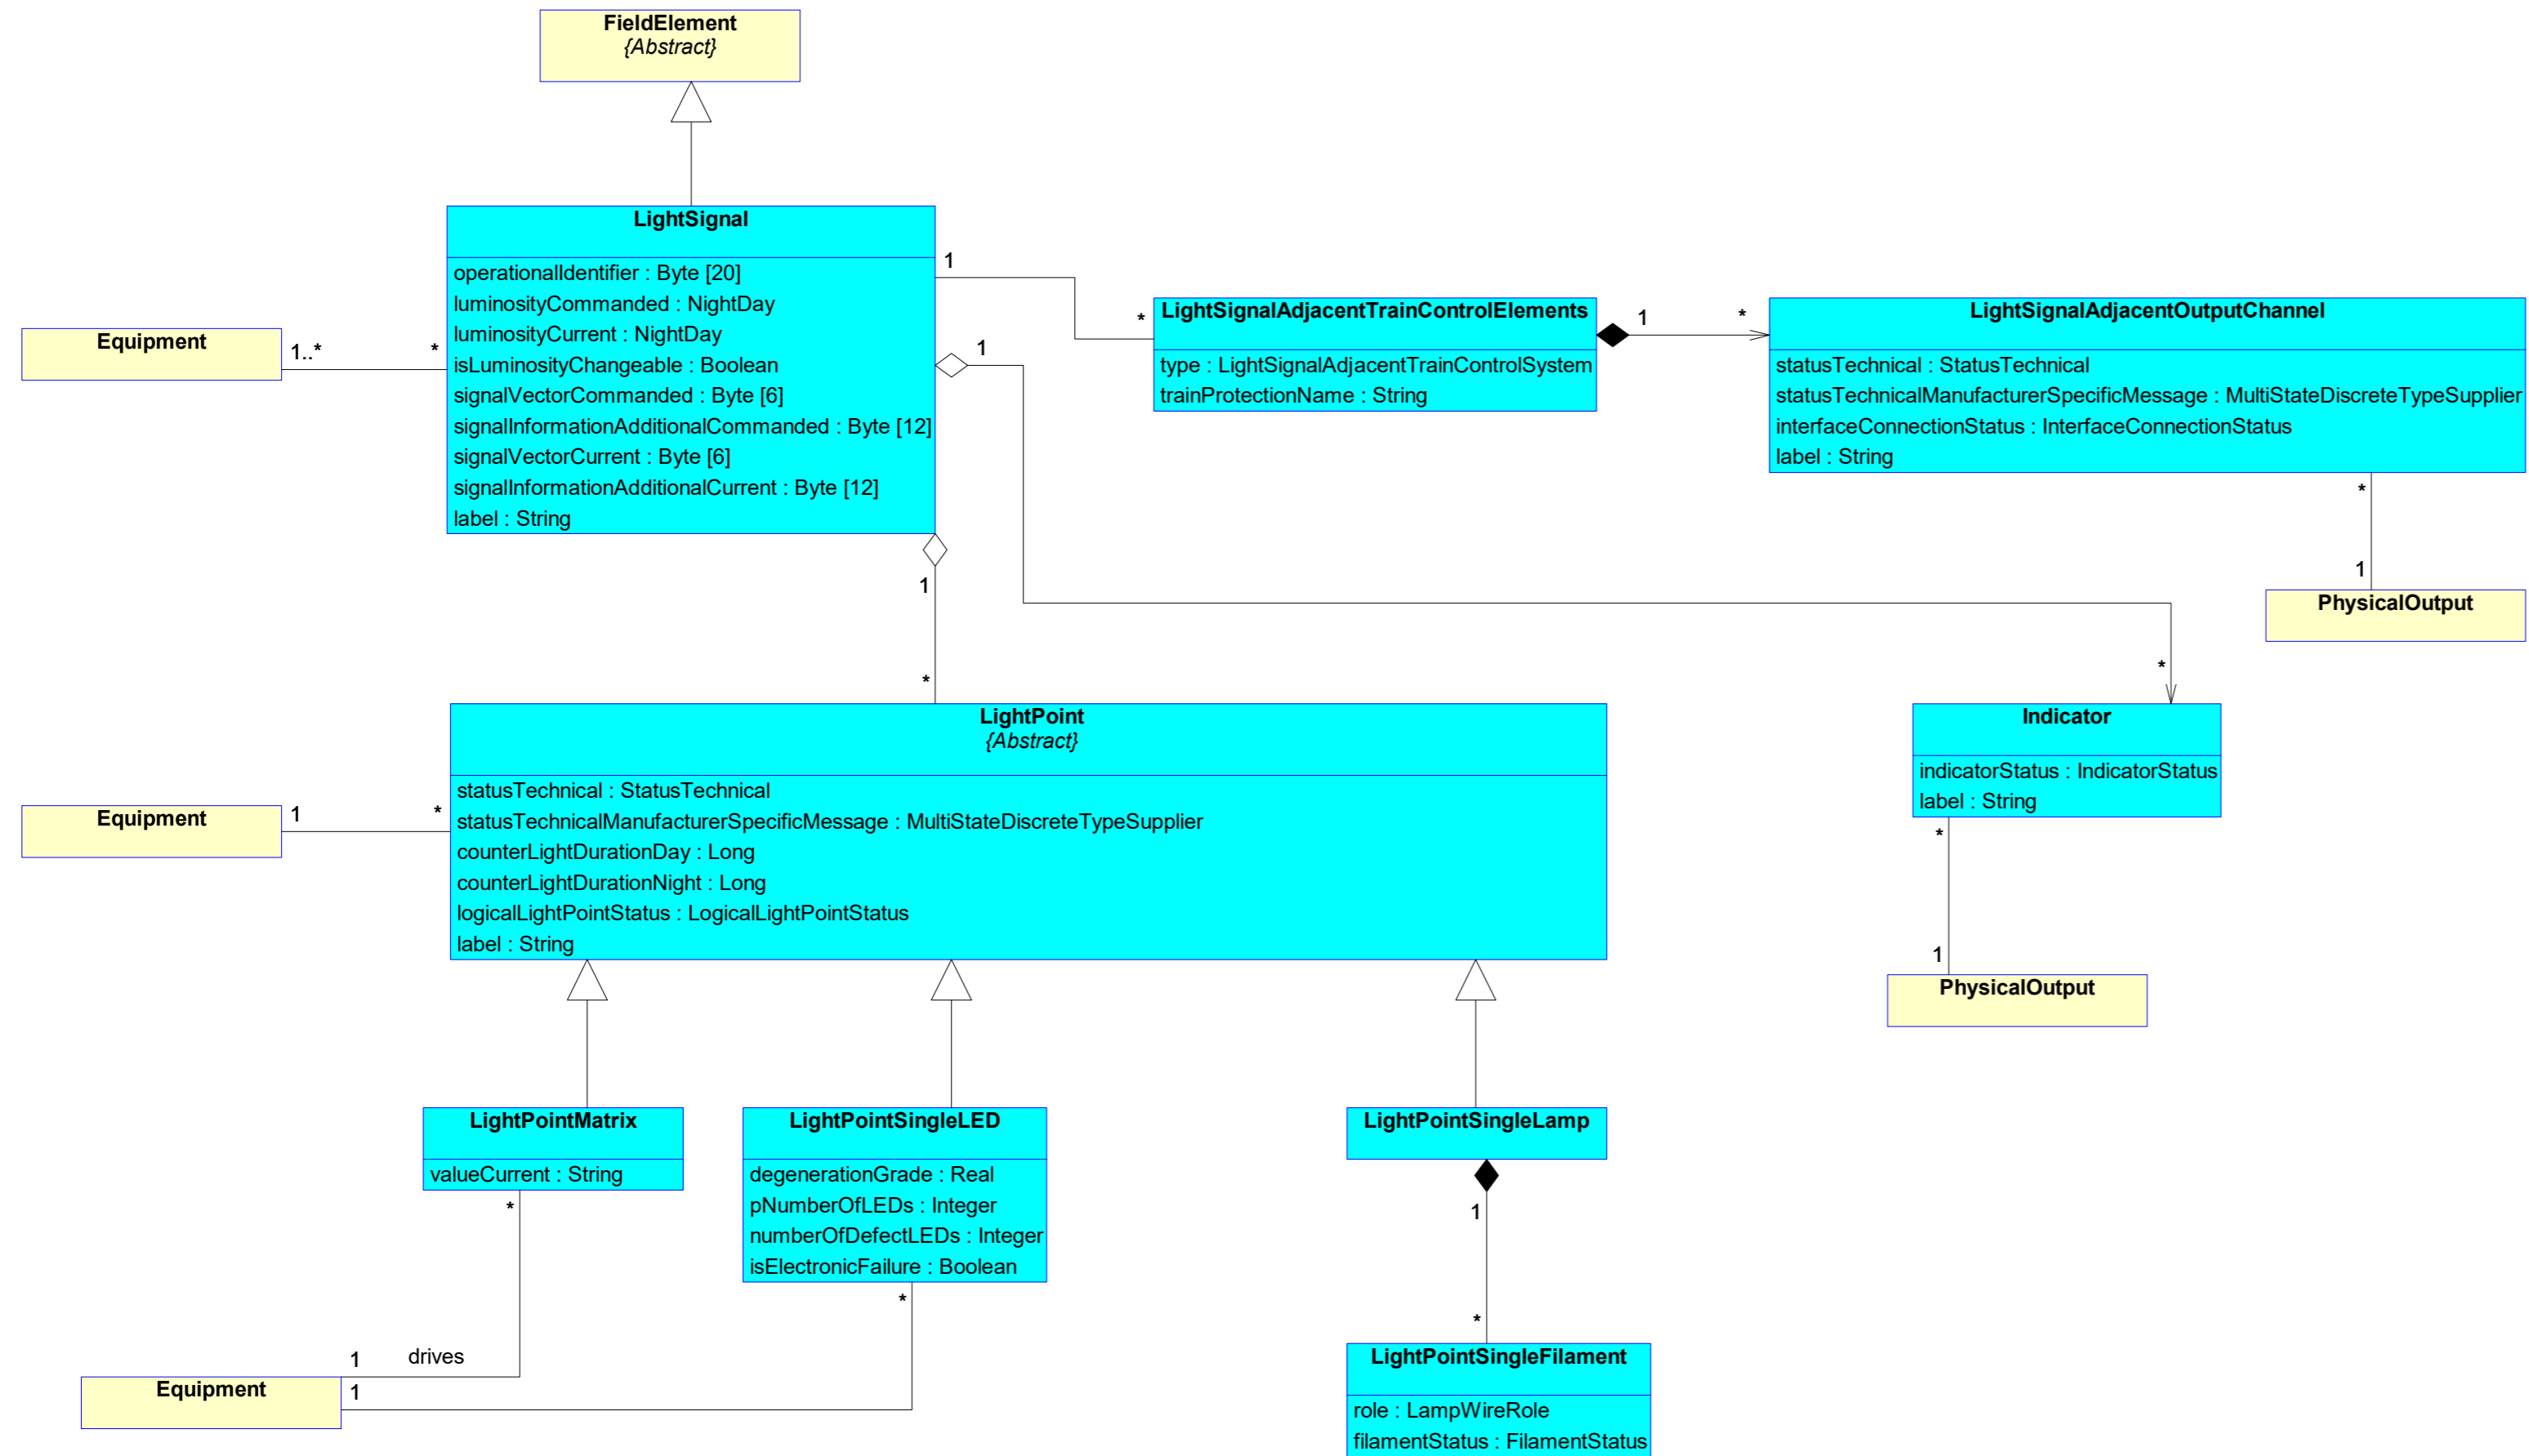 FieldElement
{Abstract}
LightSignal
operationalIdentifier : Byte [20]
luminosityCommanded : NightDay
luminosityCurrent : NightDay
isLuminosityChangeable : Boolean
signalVectorCommanded : Byte [6]
signalInformationAdditionalCommanded : Byte [12]
signalVectorCurrent : Byte [6]
signalInformationAdditionalCurrent : Byte [12]
label : String
Equipment
1..*
*
1
*
1
LightSignalAdjacentTrainControlElements
type : LightSignalAdjacentTrainControlSystem
trainProtectionName : String
1
*
LightSignalAdjacentOutputChannel
statusTechnical : StatusTechnical
statusTechnicalManufacturerSpecificMessage : MultiStateDiscreteTypeSupplier
interfaceConnectionStatus : InterfaceConnectionStatus
label : String
*
1
PhysicalOutput
1
*
*
LightPoint
{Abstract}
statusTechnical : StatusTechnical
statusTechnicalManufacturerSpecificMessage : MultiStateDiscreteTypeSupplier
counterLightDurationDay : Long
counterLightDurationNight : Long
logicalLightPointStatus : LogicalLightPointStatus
label : String
Equipment
1
*
Indicator
indicatorStatus : IndicatorStatus
label : String
*
1
PhysicalOutput
LightPointMatrix
valueCurrent : String
*
LightPointSingleLED
degenerationGrade : Real
pNumberOfLEDs : Integer
numberOfDefectLEDs : Integer
isElectronicFailure : Boolean
*
LightPointSingleLamp
1
*
1
drives
Equipment
1
LightPointSingleFilament
role : LampWireRole
filamentStatus : FilamentStatus